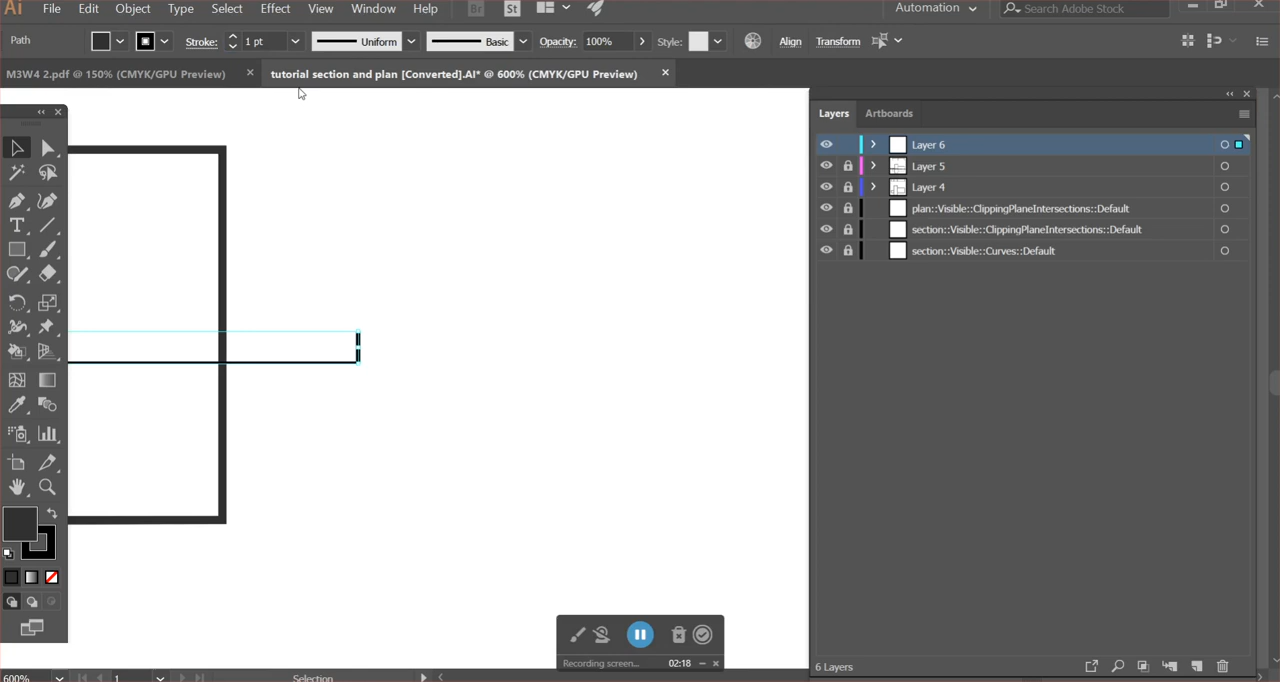 Ai File Edit Object Type Select Effect View Window Help Br St Automation Search Adobe Stock
Path Stroke: 1 pt Uniform Basic Opacity: 100% Style: Align Transform
M3W4 2.pdf @ 150% (CMYK/GPU Preview) tutorial section and plan [Converted].AI* @ 600% (CMYK/GPU Preview)
Layers Artboards
Layer 6
Layer 5
Layer 4
plan::Visible::ClippingPlaneIntersections::Default
section::Visible::ClippingPlaneIntersections::Default
section::Visible::Curves::Default
Recording screen... 02:18
6 Layers
600% 1 Selection